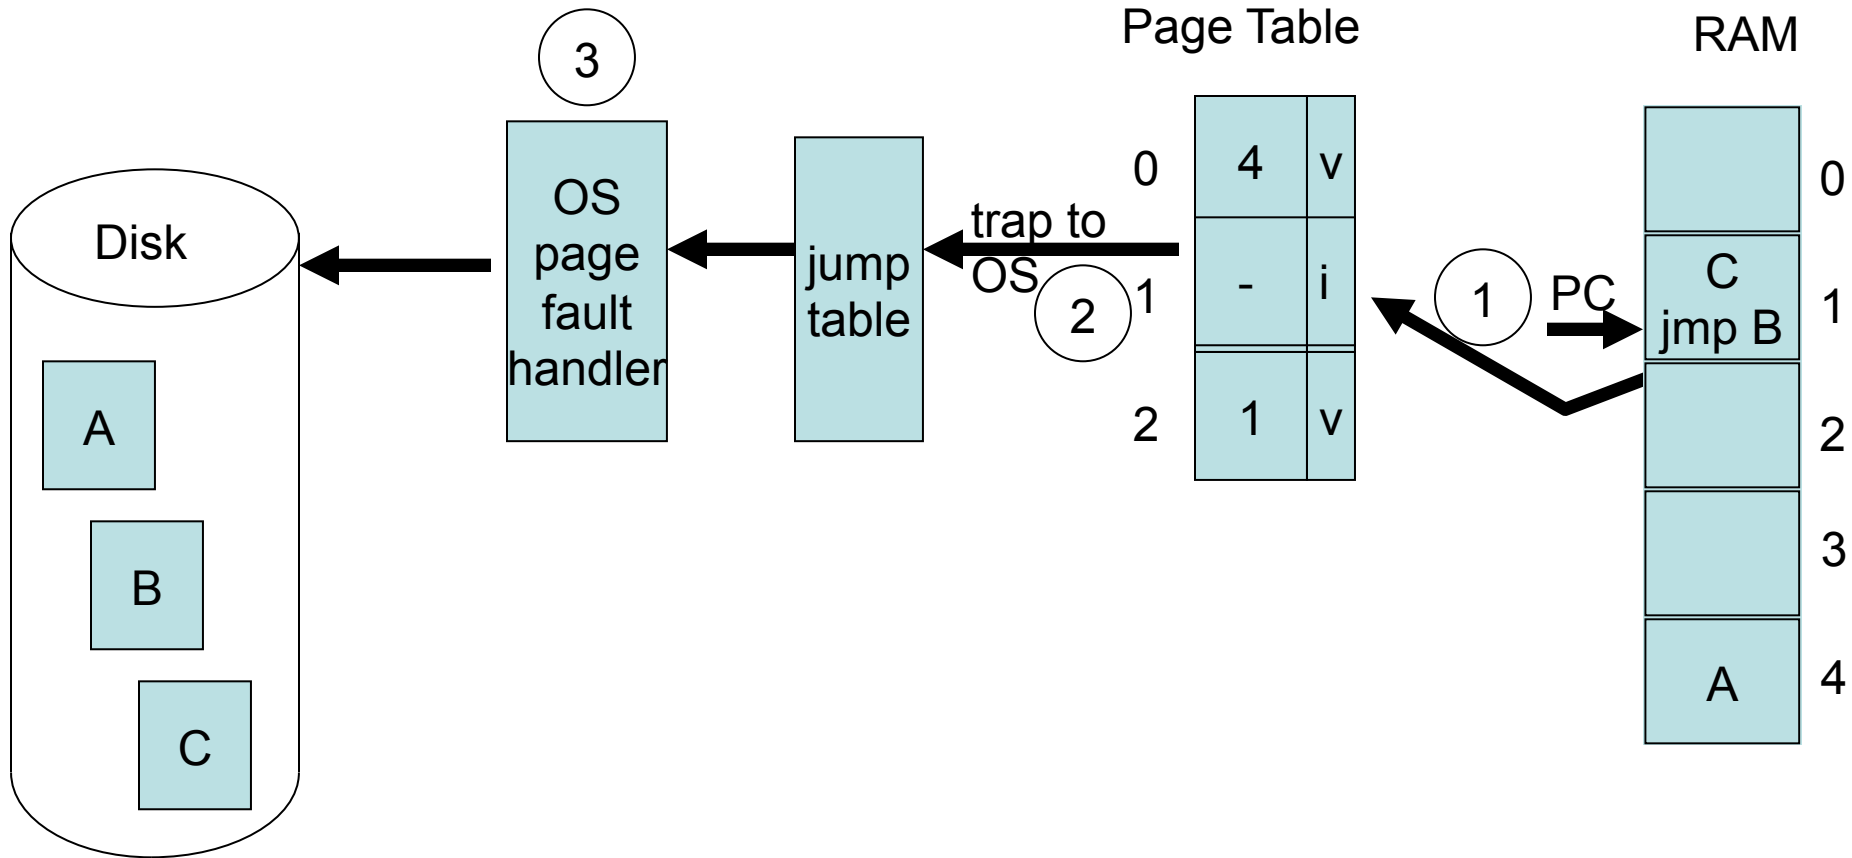 Page Table
RAM
3
0
4 v
0
OS
page
fault
handler
Disk
trap to
OS
jump
table
2
1
- i
1
PC
C
jmp B
1
2
1 v
2
A
3
B
A
4
C